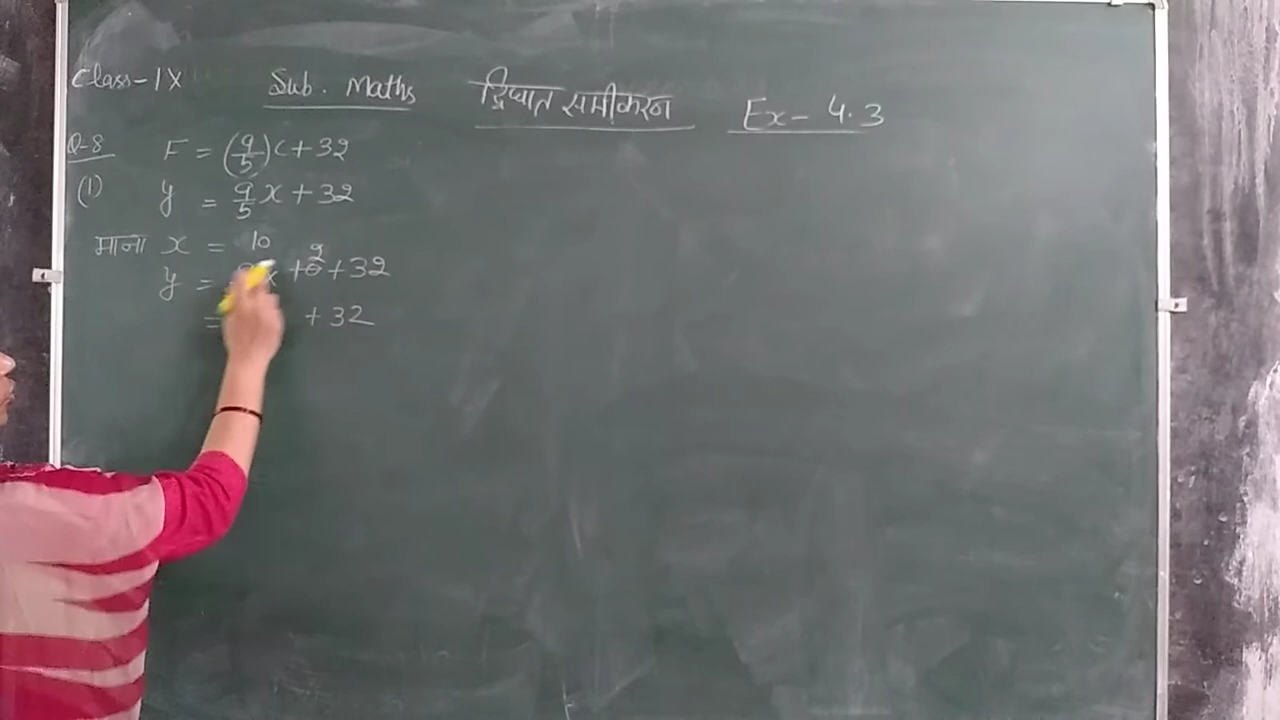 Class-IX Sub. Maths द्विघात समीकरन Ex- 4.3
Q-8 F = (9/5)C+32
(1) y = 9/5 x + 32
माना x = 10
y = + 32
= + 32